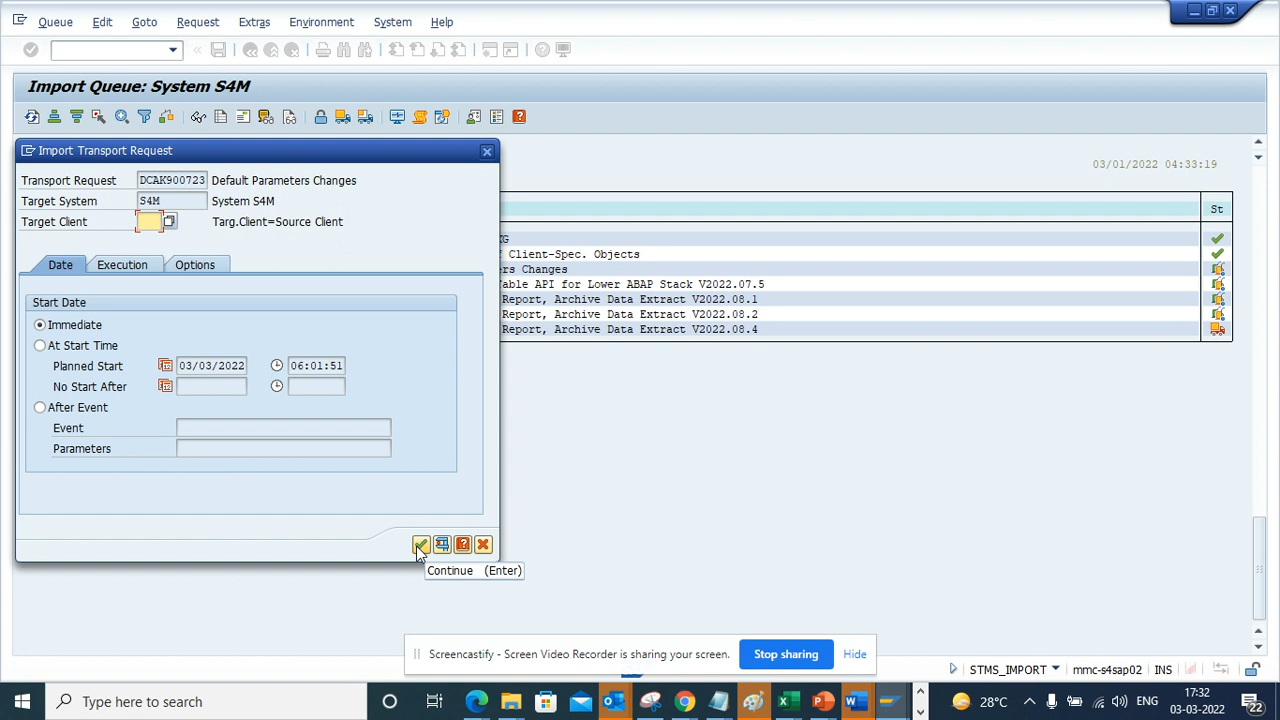 Queue Edit Goto Request Extras Environment System Help
Import Queue: System S4M
Import Transport Request
03/01/2022 04:33:19
Transport Request DCAK900723 Default Parameters Changes
Target System S4M System S4M
Target Client Targ.Client=Source Client
St
Date Execution Options
KG
f Client-Spec. Objects
ers Changes
Table API for Lower ABAP Stack V2022.07.5
Report, Archive Data Extract V2022.08.1
Report, Archive Data Extract V2022.08.2
Report, Archive Data Extract V2022.08.4
Start Date
Immediate
At Start Time
Planned Start 03/03/2022 06:01:51
No Start After
After Event
Event
Parameters
Continue (Enter)
Screencastify - Screen Video Recorder is sharing your screen. Stop sharing Hide
STMS_IMPORT mmc-s4sap02 INS
Type here to search
28°C ENG 17:32
03-03-2022 22